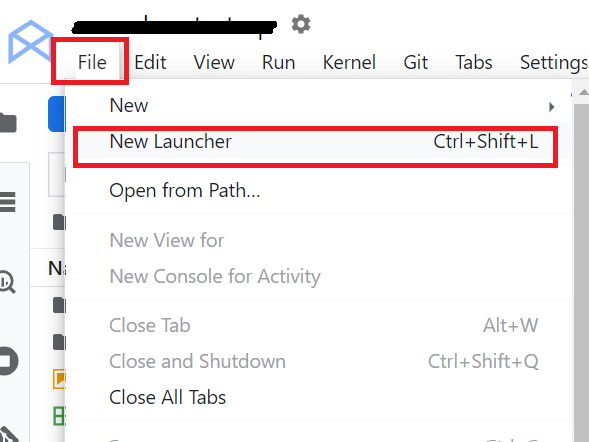 File Edit View Run Kernel Git Tabs Settings
New
New Launcher Ctrl+Shift+L
Open from Path...
New View for
New Console for Activity
Na
Close Tab Alt+W
Close and Shutdown Ctrl+Shift+Q
Close All Tabs